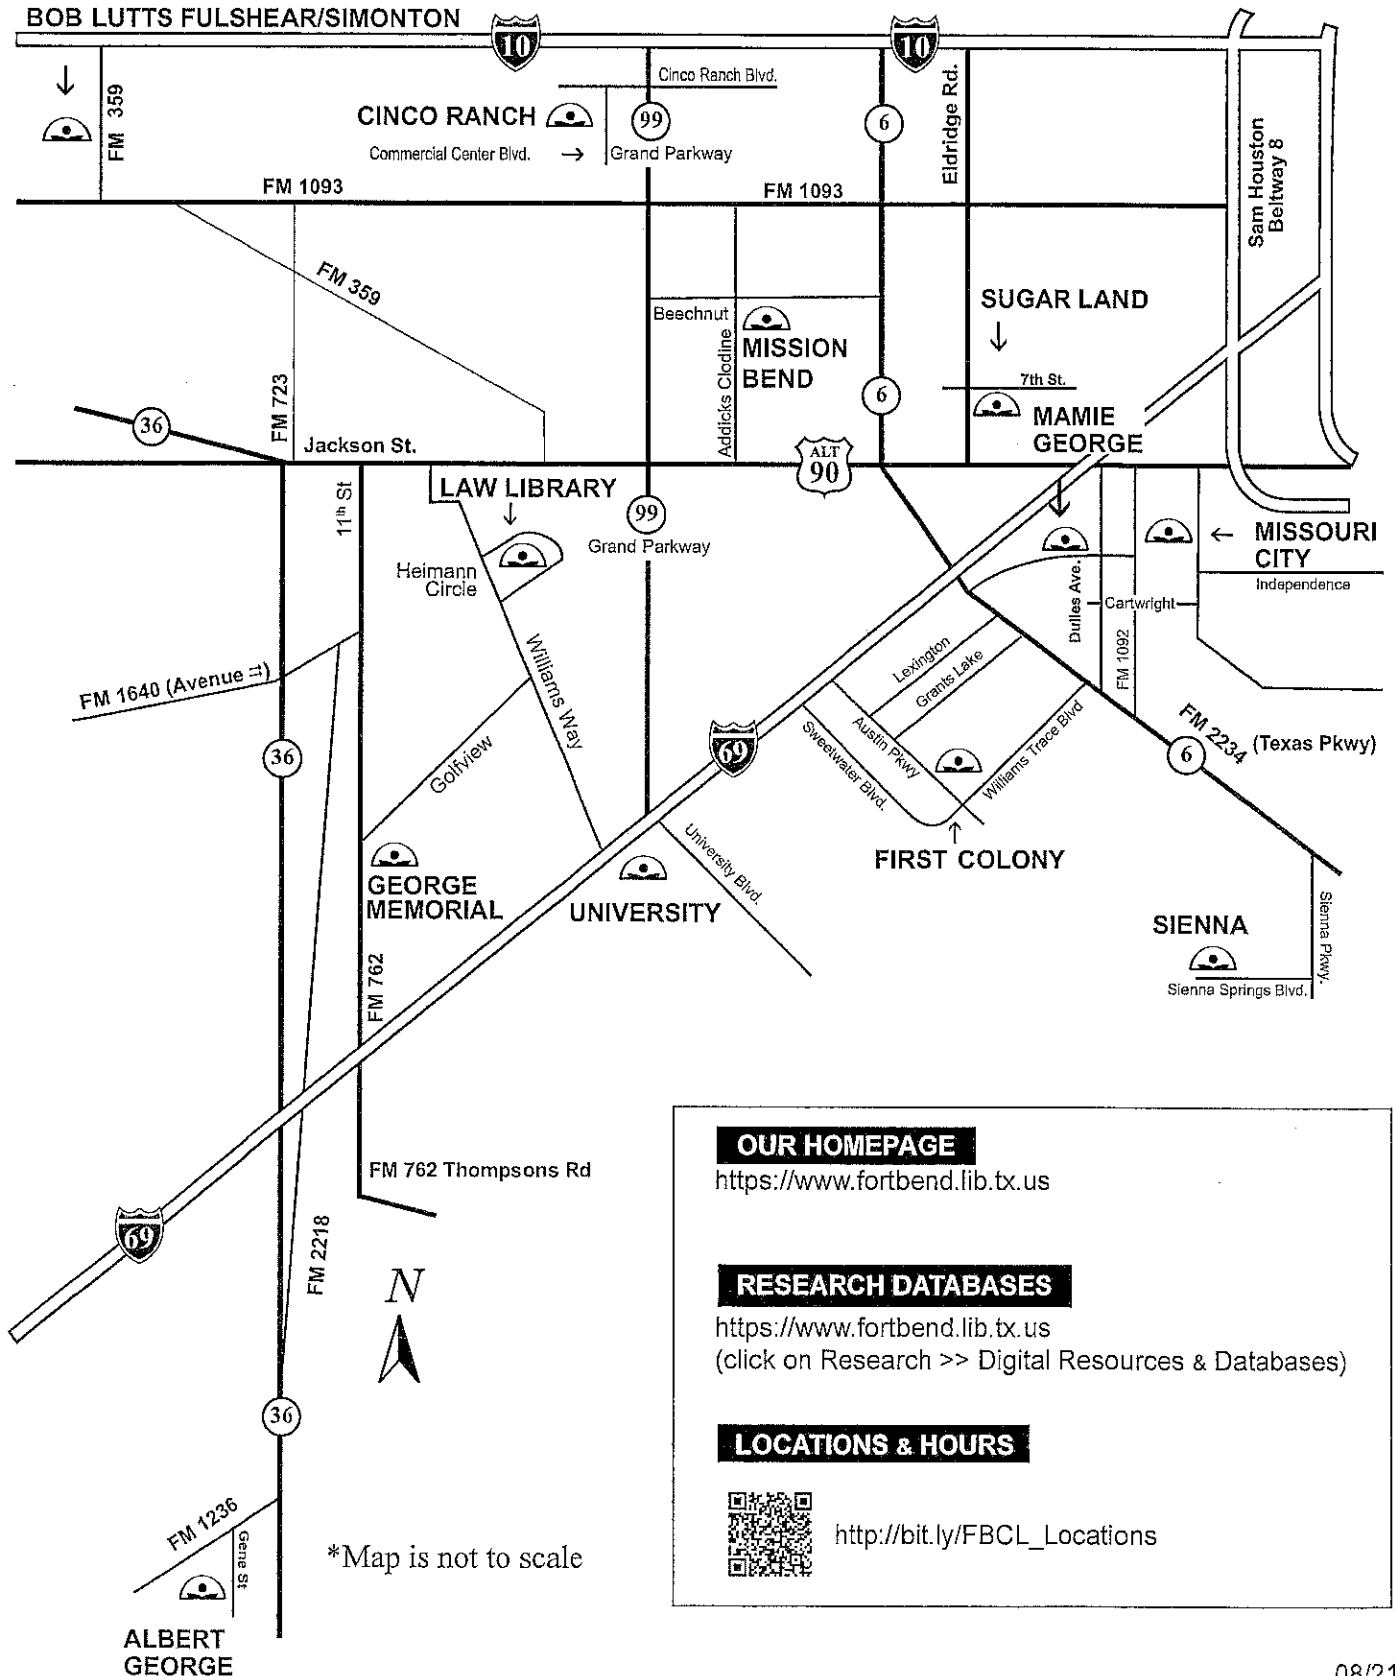 BOB LUTTS FULSHEAR/SIMONTON
10
10
Cinco Ranch Blvd.
FM 359
CINCO RANCH
99
6
Eldridge Rd.
Commercial Center Blvd.
Grand Parkway
Sam Houston
Beltway 8
FM 1093
FM 1093
FM 359
SUGAR LAND
Beechnut
Addicks Clodine
MISSION
BEND
7th St.
6
MAMIE
GEORGE
36
FM 723
Jackson St.
ALT
90
11th St
LAW LIBRARY
99
Grand Parkway
Heimann
Circle
MISSOURI
CITY
Independence
Dulles Ave.
Cartwright
FM 1092
Williams Way
Lexington
Grants Lake
FM 1640 (Avenue
36
Golfview
69
Austin Pkwy
Sweetwater Blvd.
Williams Trace Blvd
FM 2234
(Texas Pkwy)
6
University Blvd.
FIRST COLONY
GEORGE
MEMORIAL
UNIVERSITY
SIENNA
Sienna Pkwy.
Sienna Springs Blvd.
FM 762
FM 762 Thompsons Rd
69
FM 2218
N
36
FM 1236
Gene St
ALBERT
GEORGE
*Map is not to scale
OUR HOMEPAGE
https://www.fortbend.lib.tx.us
RESEARCH DATABASES
https://www.fortbend.lib.tx.us
(click on Research >> Digital Resources & Databases)
LOCATIONS & HOURS
http://bit.ly/FBCL_Locations
08/21